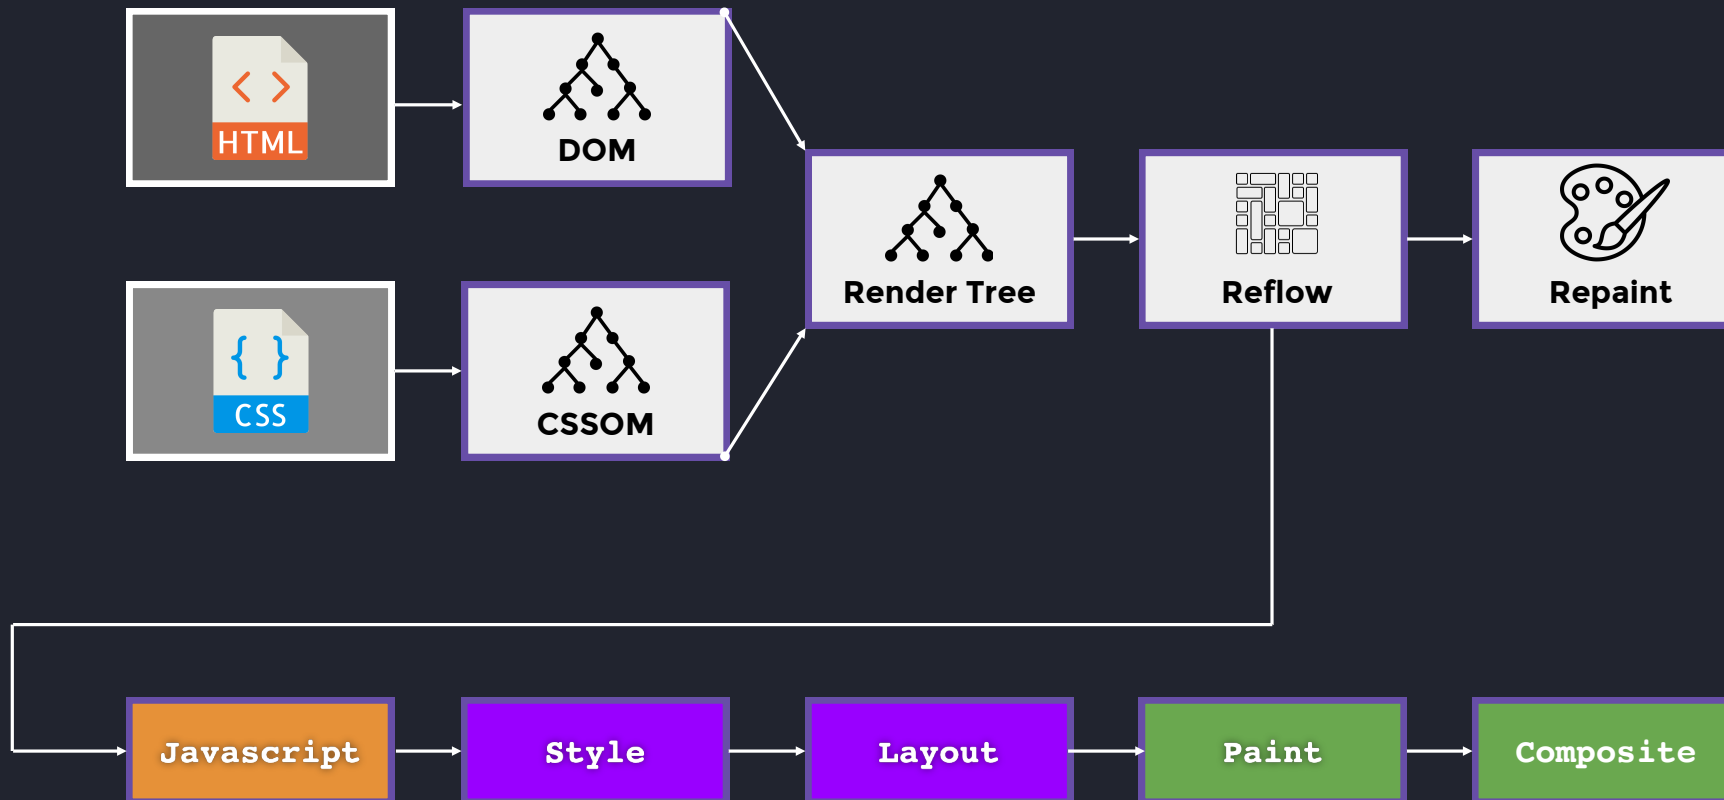 HTML
DOM
{ }
CSS
CSSOM
Render Tree
Reflow
Repaint
Javascript
Style
Layout
Paint
Composite